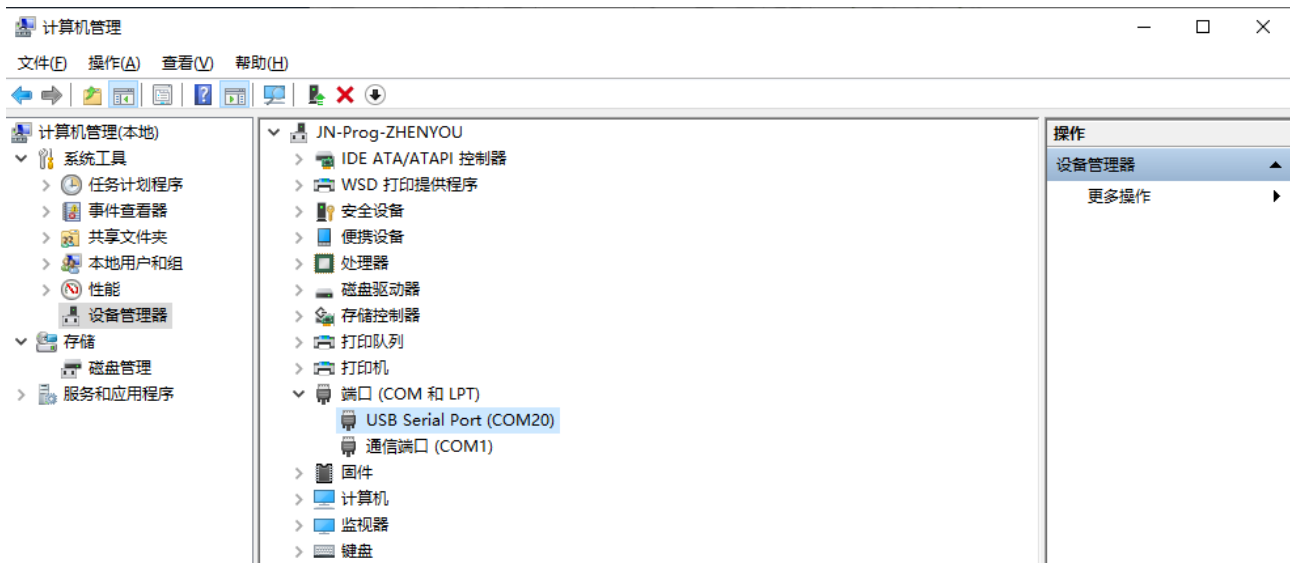 计算机管理
文件(F) 操作(A) 查看(V) 帮助(H)
计算机管理(本地)
系统工具
任务计划程序
事件查看器
共享文件夹
本地用户和组
性能
设备管理器
存储
磁盘管理
服务和应用程序
JN-Prog-ZHENYOU
IDE ATA/ATAPI 控制器
WSD 打印提供程序
安全设备
便携设备
处理器
磁盘驱动器
存储控制器
打印队列
打印机
端口 (COM 和 LPT)
USB Serial Port (COM20)
通信端口 (COM1)
固件
计算机
监视器
键盘
操作
设备管理器
更多操作